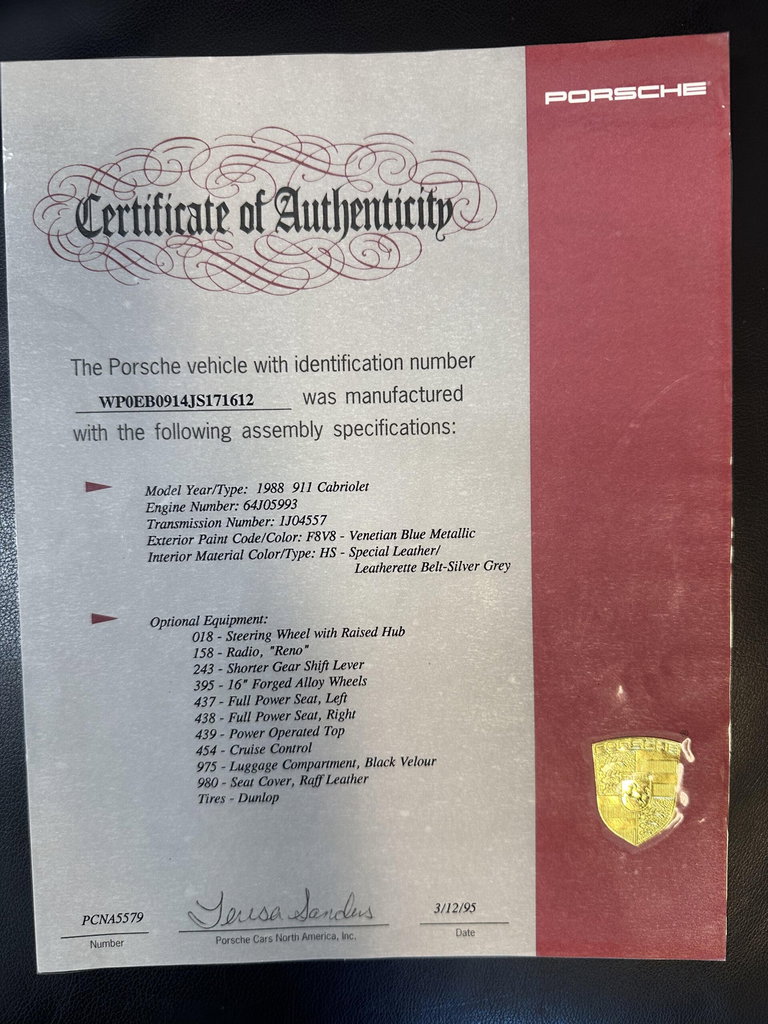 PORSCHE
Certificate of Authenticity
The Porsche vehicle with identification number
WP0EB0914JS171612 was manufactured
with the following assembly specifications:
Model Year/Type: 1988 911 Cabriolet
Engine Number: 64J05993
Transmission Number: 1J04557
Exterior Paint Code/Color: F8V8 - Venetian Blue Metallic
Interior Material Color/Type: HS - Special Leather/
Leatherette Belt-Silver Grey
Optional Equipment:
018 - Steering Wheel with Raised Hub
158 - Radio, "Reno"
243 - Shorter Gear Shift Lever
395 - 16" Forged Alloy Wheels
437 - Full Power Seat, Left
438 - Full Power Seat, Right
439 - Power Operated Top
454 - Cruise Control
975 - Luggage Compartment, Black Velour
980 - Seat Cover, Raff Leather
Tires - Dunlop
PORSCHE
PCNA5579 Teresa Sanders 3/12/95
Number Porsche Cars North America, Inc. Date